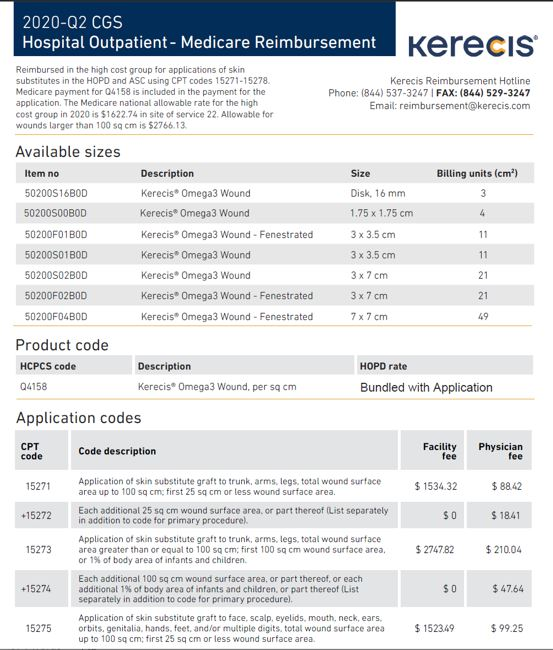 2020-Q2 CGS
Hospital Outpatient - Medicare Reimbursement
kerecis®
Reimbursed in the high cost group for applications of skin
substitutes in the HOPD and ASC using CPT codes 15271-15278.
Medicare payment for Q4158 is included in the payment for the
application. The Medicare national allowable rate for the high
cost group in 2020 is $1622.74 in site of service 22. Allowable for
wounds larger than 100 sq cm is $2766.13.
Kerecis Reimbursement Hotline
Phone: (844) 537-3247 | FAX: (844) 529-3247
Email: reimbursement@kerecis.com
Available sizes
Item no Description Size Billing units (cm²)
50200S16B0D Kerecis® Omega3 Wound Disk, 16 mm 3
50200S00B0D Kerecis® Omega3 Wound 1.75 x 1.75 cm 4
50200F01B0D Kerecis® Omega3 Wound - Fenestrated 3 x 3.5 cm 11
50200S01B0D Kerecis® Omega3 Wound 3 x 3.5 cm 11
50200S02B0D Kerecis® Omega3 Wound 3 x 7 cm 21
50200F02B0D Kerecis® Omega3 Wound - Fenestrated 3 x 7 cm 21
50200F04B0D Kerecis® Omega3 Wound - Fenestrated 7 x 7 cm 49
Product code
HCPCS code Description HOPD rate
Q4158 Kerecis® Omega3 Wound, per sq cm Bundled with Application
Application codes
CPT code Code description Facility fee Physician fee
15271 Application of skin substitute graft to trunk, arms, legs, total wound surface
area up to 100 sq cm; first 25 sq cm or less wound surface area. $ 1534.32 $ 88.42
+15272 Each additional 25 sq cm wound surface area, or part thereof (List separately
in addition to code for primary procedure). $ 0 $ 18.41
15273 Application of skin substitute graft to trunk, arms, legs, total wound surface
area greater than or equal to 100 sq cm; first 100 sq cm wound surface area,
or 1% of body area of infants and children. $ 2747.82 $ 210.04
+15274 Each additional 100 sq cm wound surface area, or part thereof, or each
additional 1% of body area of infants and children, or part thereof (List
separately in addition to code for primary procedure). $ 0 $ 47.64
15275 Application of skin substitute graft to face, scalp, eyelids, mouth, neck, ears,
orbits, genitalia, hands, feet, and/or multiple digits, total wound surface area
up to 100 sq cm; first 25 sq cm or less wound surface area. $ 1523.49 $ 99.25